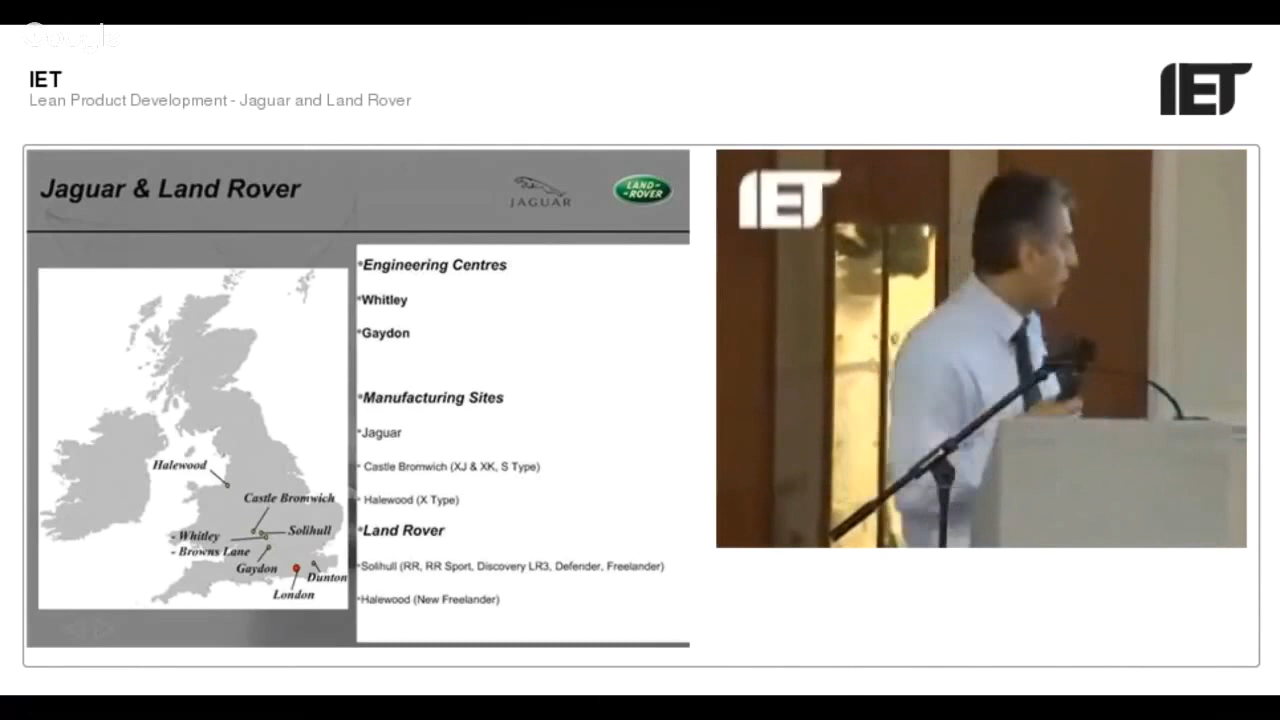 Google
IET
Lean Product Development - Jaguar and Land Rover
IET
Jaguar & Land Rover
JAGUAR
LAND-
-ROVER
Halewood
Castle Bromwich
- Whitley
Solihull
- Browns Lane
Gaydon
Dunton
London
*Engineering Centres
*Whitley
*Gaydon
*Manufacturing Sites
*Jaguar
* Castle Bromwich (XJ & XK, S Type)
* Halewood (X Type)
*Land Rover
*Solihull (RR, RR Sport, Discovery LR3, Defender, Freelander)
*Halewood (New Freelander)
IET